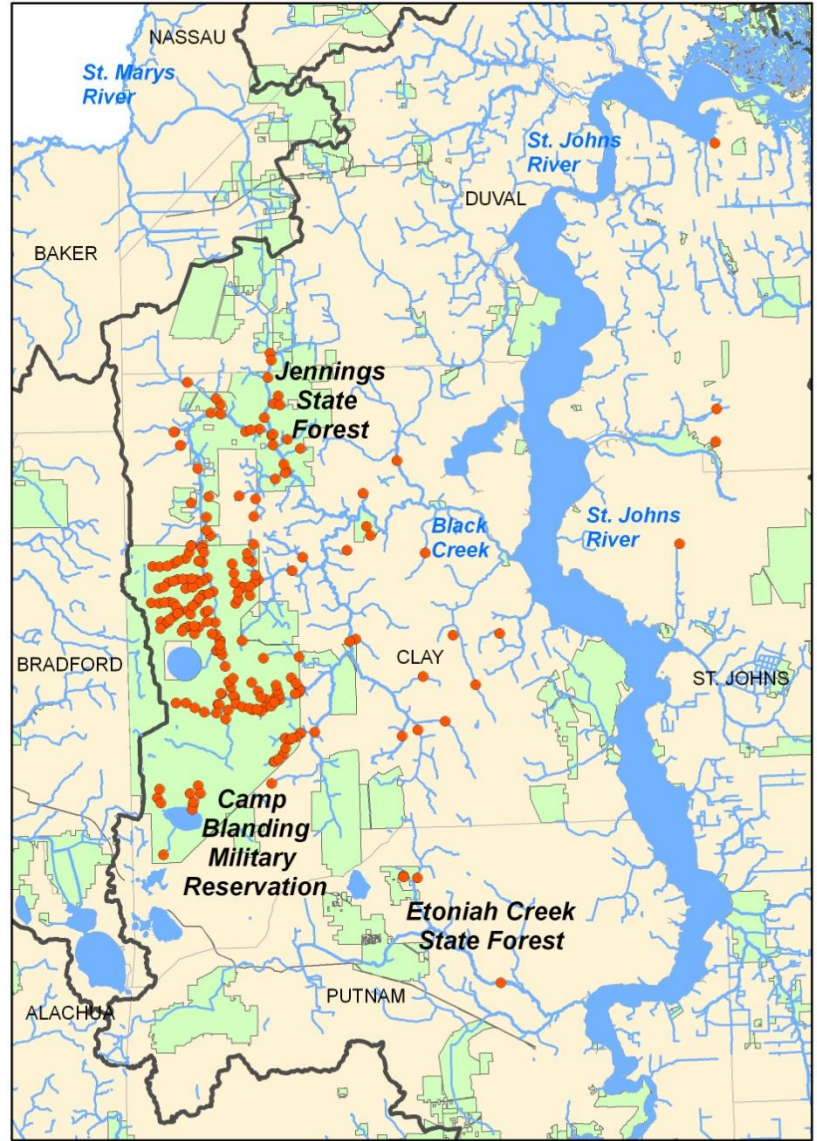 NASSAU
St. Marys
River
St. Johns
River
DUVAL
BAKER
Jennings
State
Forest
Black
Creek
St. Johns
River
BRADFORD
CLAY
ST. JOHNS
Camp
Blanding
Military
Reservation
Etoniah Creek
State Forest
PUTNAM
ALACHUA